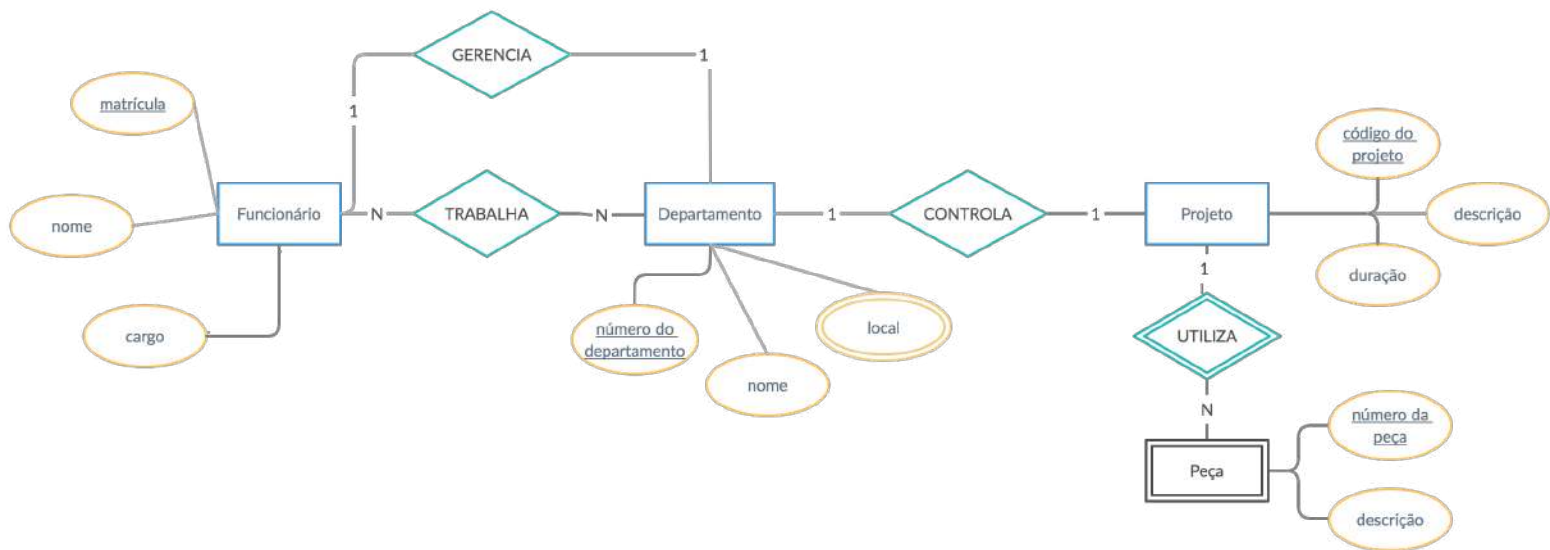 GERENCIA
1
1
matrícula
código do
projeto
Funcionário
N
TRABALHA
N
Departamento
1
CONTROLA
1
Projeto
descrição
nome
1
duração
cargo
número do
departamento
local
nome
UTILIZA
N
número da
peça
Peça
descrição